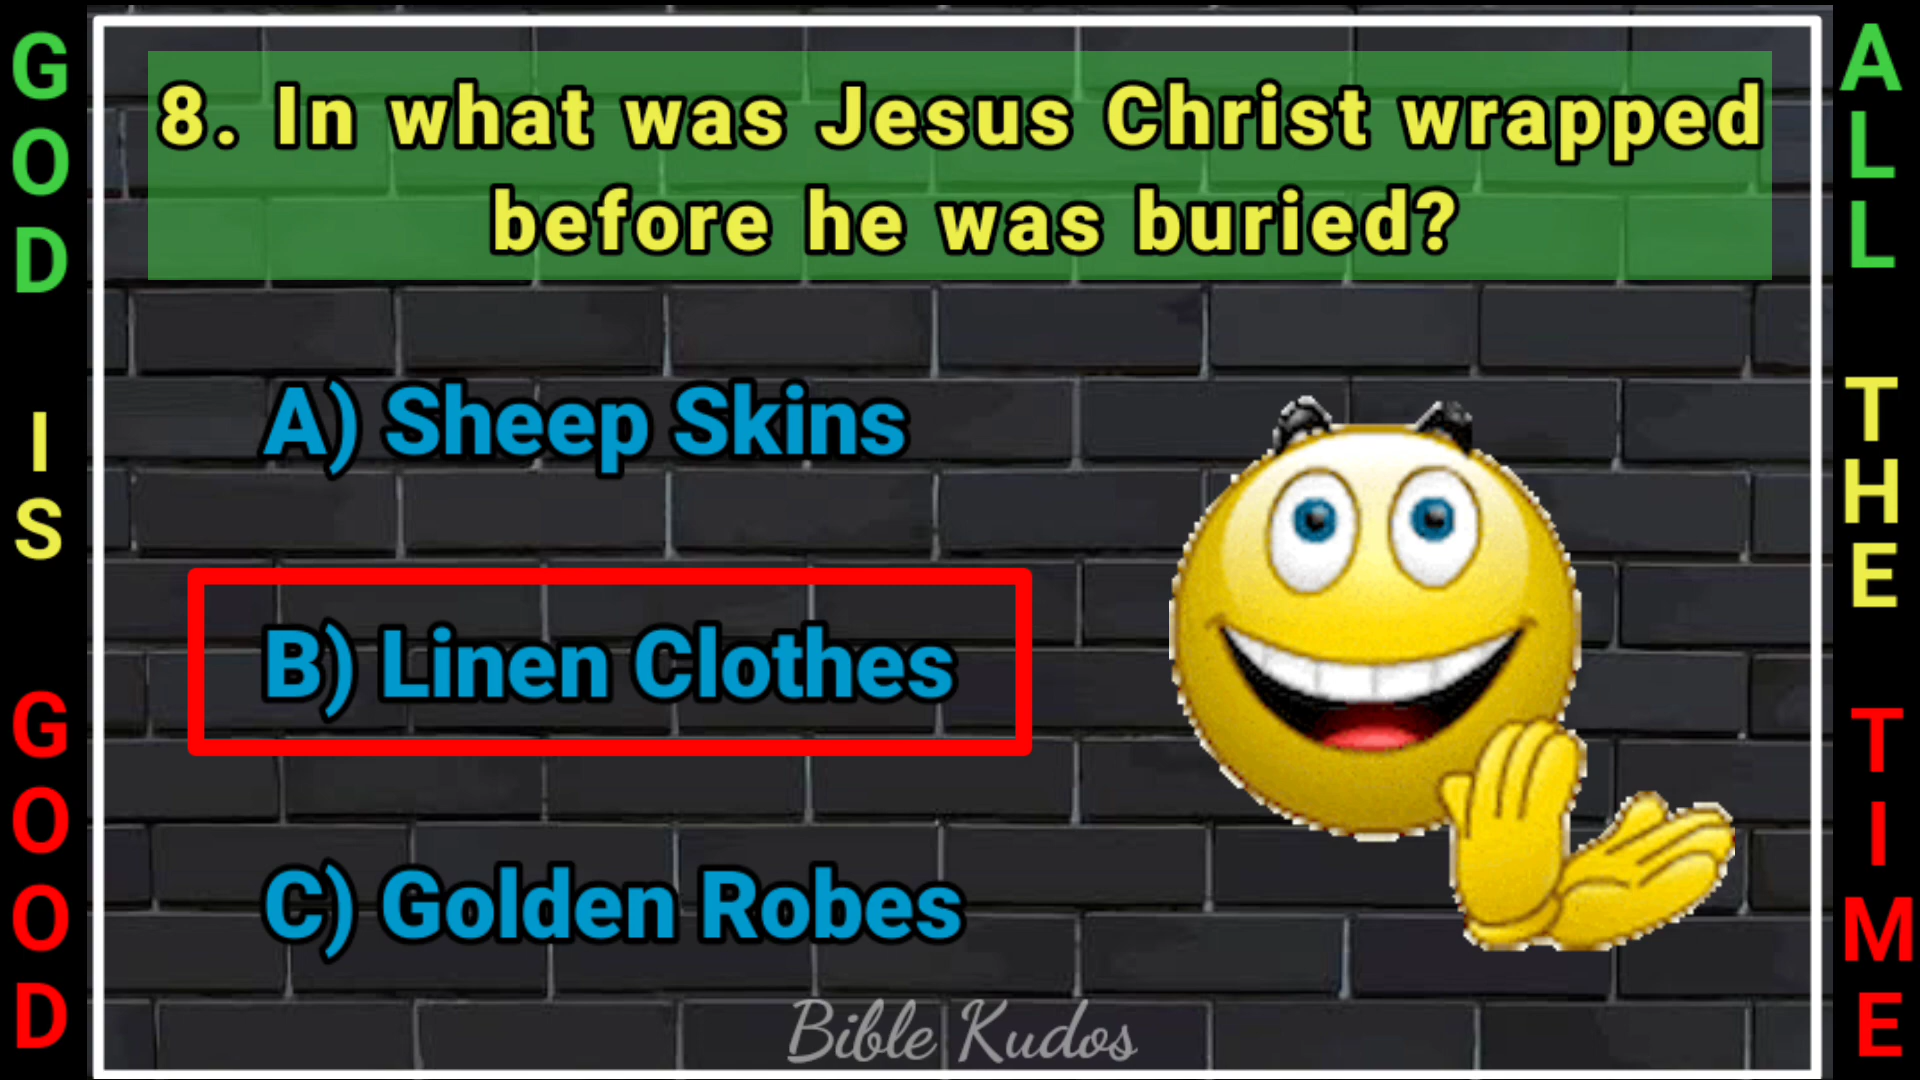 GOD IS GOOD
8. In what was Jesus Christ wrapped
before he was buried?
A) Sheep Skins
B) Linen Clothes
C) Golden Robes
Bible Kudos
ALL THE TIME